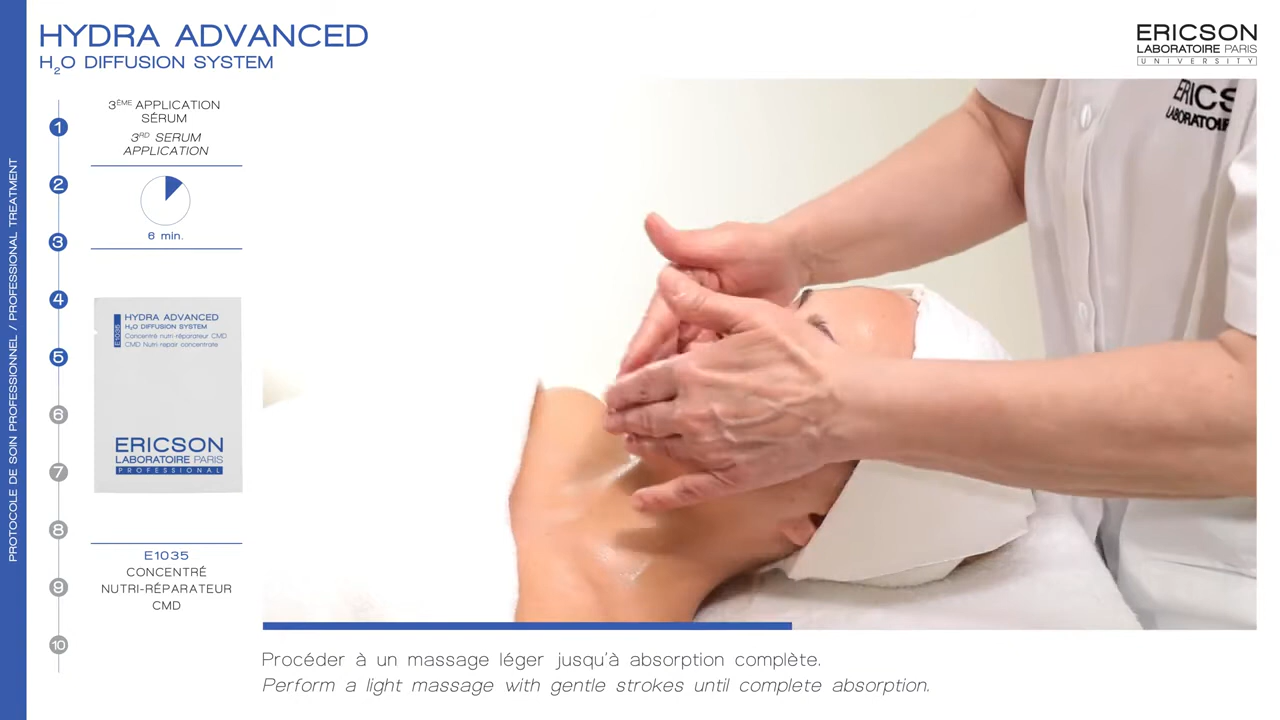 HYDRA ADVANCED
H₂O DIFFUSION SYSTEM
ERICSON
LABORATOIRE PARIS
UNIVERSITY
PROTOCOLE DE SOIN PROFESSIONNEL / PROFESSIONAL TREATMENT
1
2
3
4
5
6
7
8
9
10
3ÈME APPLICATION
SÉRUM
3RD SERUM
APPLICATION
6 min.
HYDRA ADVANCED
H₂O DIFFUSION SYSTEM
Concentré nutri-réparateur CMD
CMD Nutri repair concentrate
E1035
ERICSON
LABORATOIRE PARIS
PROFESSIONAL
E1035
CONCENTRÉ
NUTRI-RÉPARATEUR
CMD
ERICS
LABORATOIR
Procéder à un massage léger jusqu'à absorption complète.
Perform a light massage with gentle strokes until complete absorption.